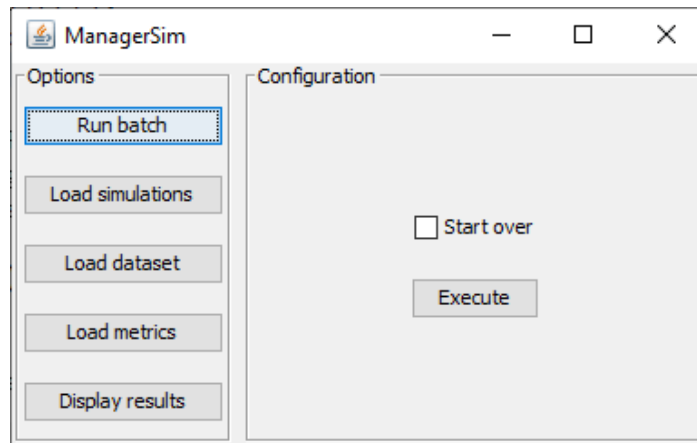 ManagerSim
Options
Run batch
Load simulations
Load dataset
Load metrics
Display results
Configuration
Start over
Execute